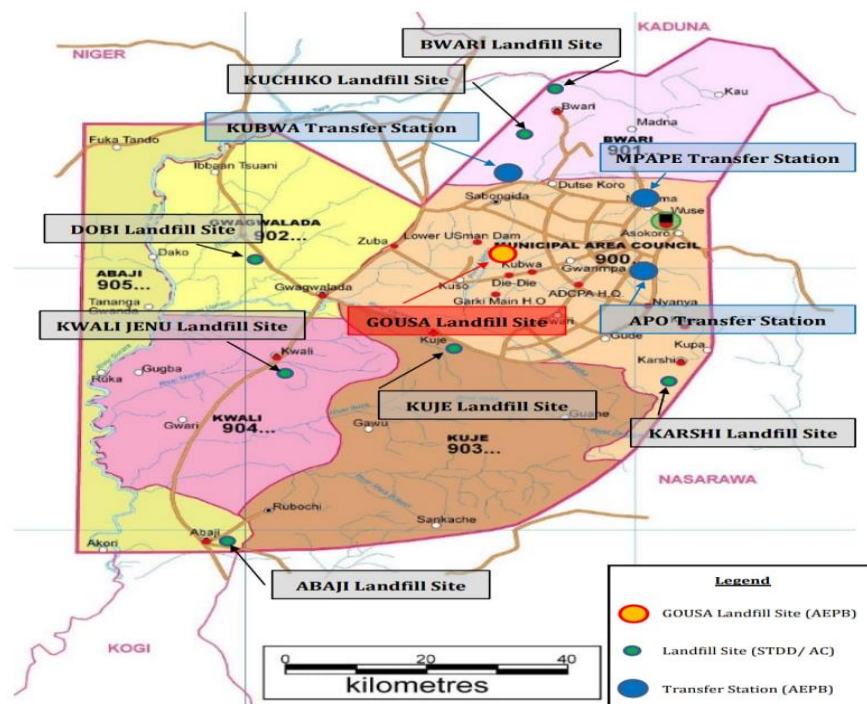 BWARI Landfill Site
KADUNA
NIGER
KUCHIKO Landfill Site
Kau
Bwari
Madna
KUBWA Transfer Station
BWARI
901...
Fuka Tando
MPAPE Transfer Station
Ibbaan Tsuani
Dutse Koro
Sabongida
Wuse
GWAGWALADA
902...
DOBI Landfill Site
Lower USman Dam
Asokoro
MUNICIPAL AREA COUNCIL
900...
Zuba
Dako
Kubwa
Gwarimpa
ABAJI
905...
Kuso
Die-Die
Gwagwalada
Garki Main H.O
ADCPA H.Q
Nyanya
Tananga
Gwanda
GOUSA Landfill Site
APO Transfer Station
KWALI JENU Landfill Site
Kuje
Gude
Kupa
Kwali
Karshi
Ruka
Gugba
KUJE Landfill Site
Gwari
KWALI
904...
Guane
Gawu
KUJE
903...
KARSHI Landfill Site
NASARAWA
Rubochi
Sankache
Abaji
Akori
ABAJI Landfill Site
Legend
GOUSA Landfill Site (AEPB)
KOGI
Landfill Site (STDD/ AC)
0 20 40
kilometres
Transfer Station (AEPB)